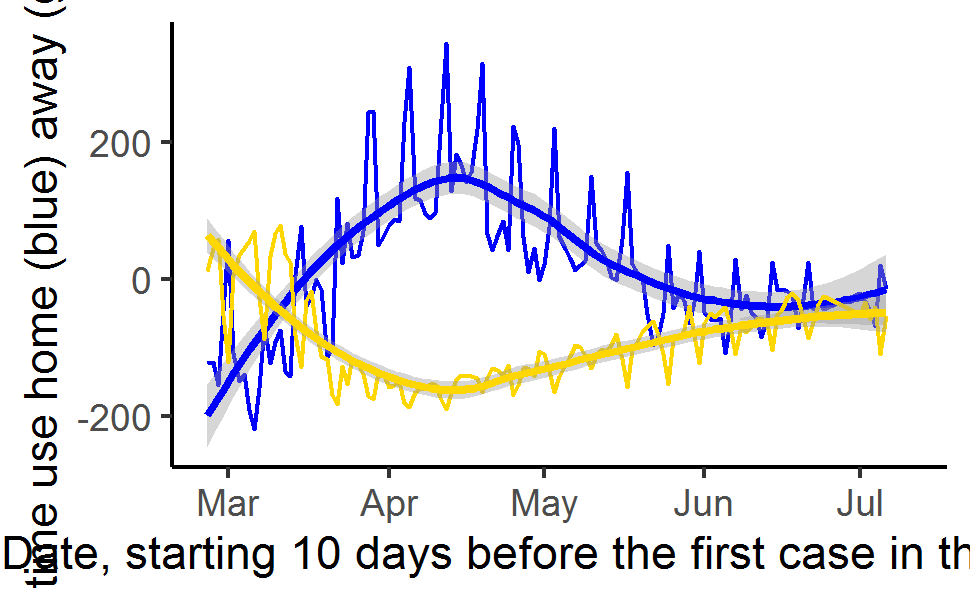 time use home (blue) away (
200
0
-200
Mar Apr May Jun Jul
Date, starting 10 days before the first case in th